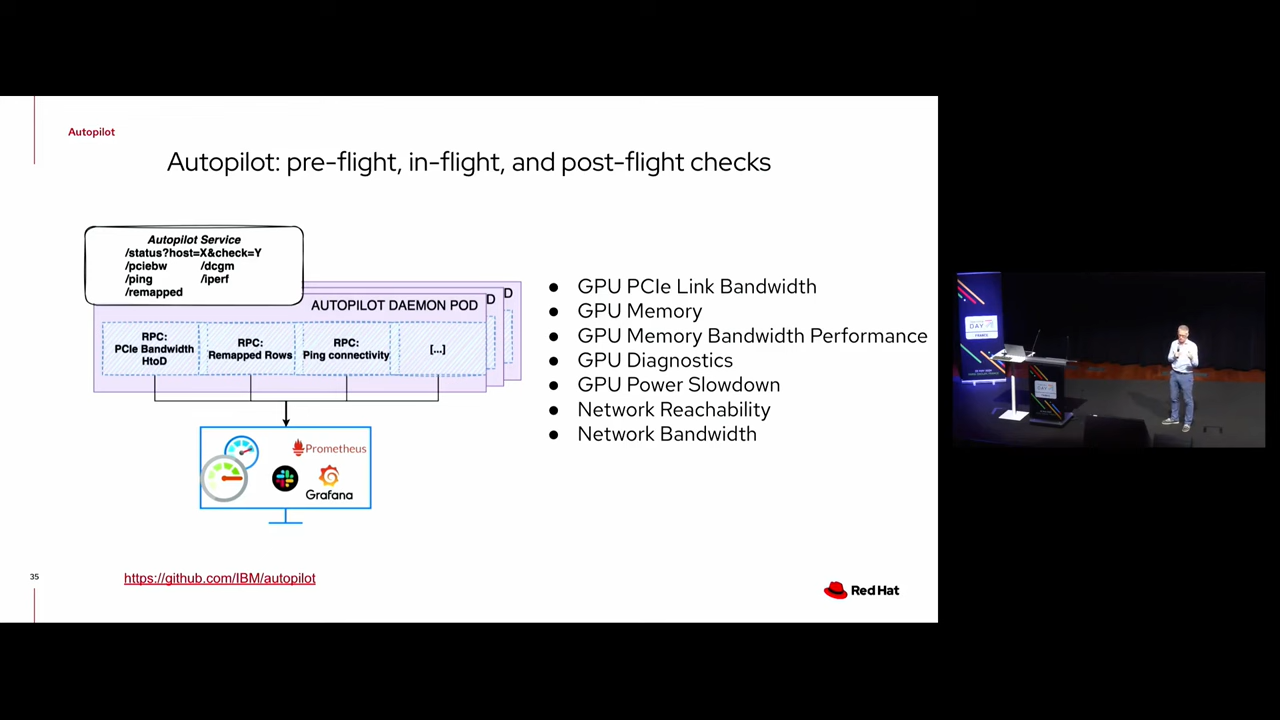 Autopilot
Autopilot: pre-flight, in-flight, and post-flight checks
Autopilot Service
/status?host=X&check=Y
/pciebw /dcgm
/ping /iperf
/remapped
AUTOPILOT DAEMON POD
D
D
RPC:
PCIe Bandwidth
HtoD
RPC:
Remapped Rows
RPC:
Ping connectivity
[...]
Prometheus
Grafana
● GPU PCIe Link Bandwidth
● GPU Memory
● GPU Memory Bandwidth Performance
● GPU Diagnostics
● GPU Power Slowdown
● Network Reachability
● Network Bandwidth
35
https://github.com/IBM/autopilot
Red Hat
DAY
FRANCE